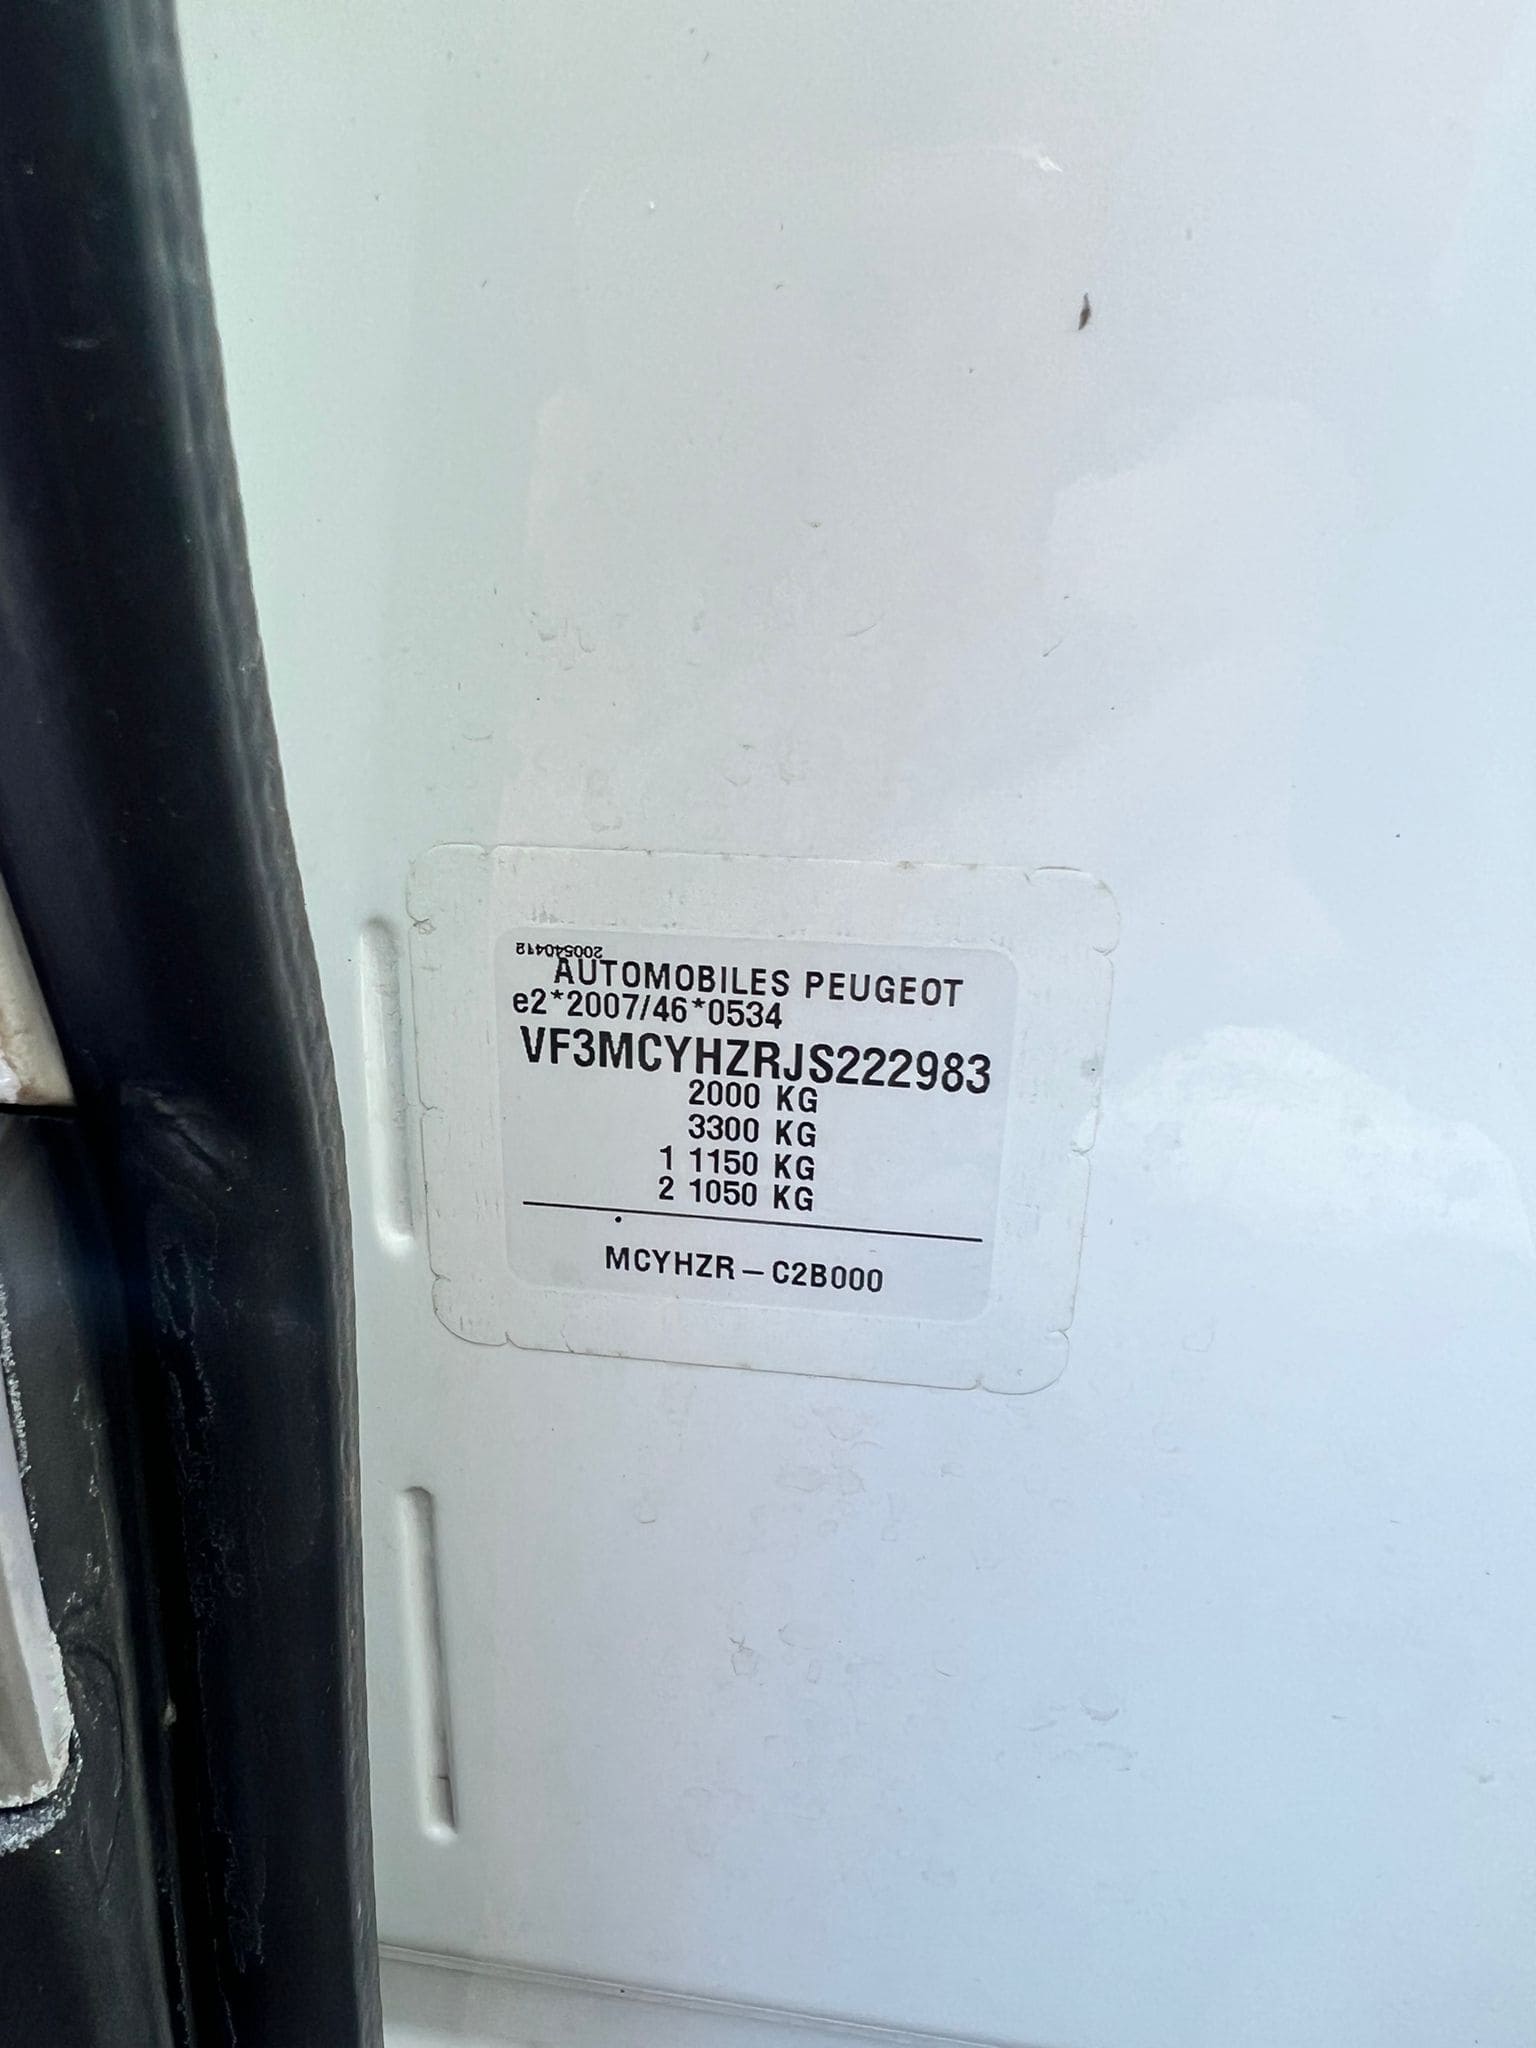 200540412
AUTOMOBILES PEUGEOT
e2*2007/46*0534
VF3MCYHZRJS222983
2000 KG
3300 KG
1 1150 KG
2 1050 KG
MCYHZR-C2B000